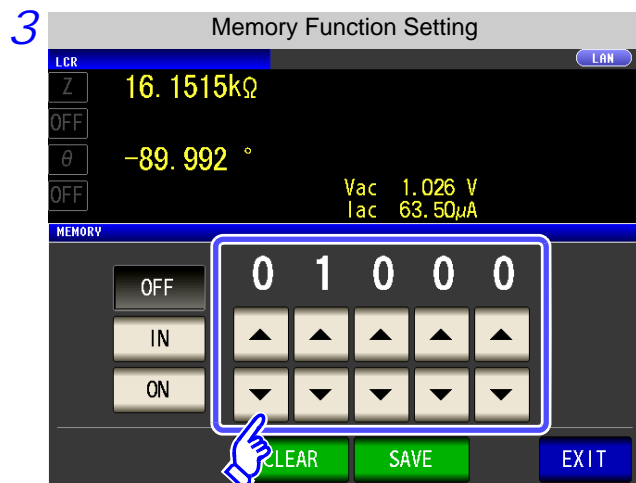 3
Memory Function Setting
LCR
LAN
Z 16.1515kΩ
OFF
θ -89.992 °
OFF
Vac 1.026 V
Iac 63.50μA
MEMORY
0 1 0 0 0
OFF
IN
ON
CLEAR SAVE EXIT